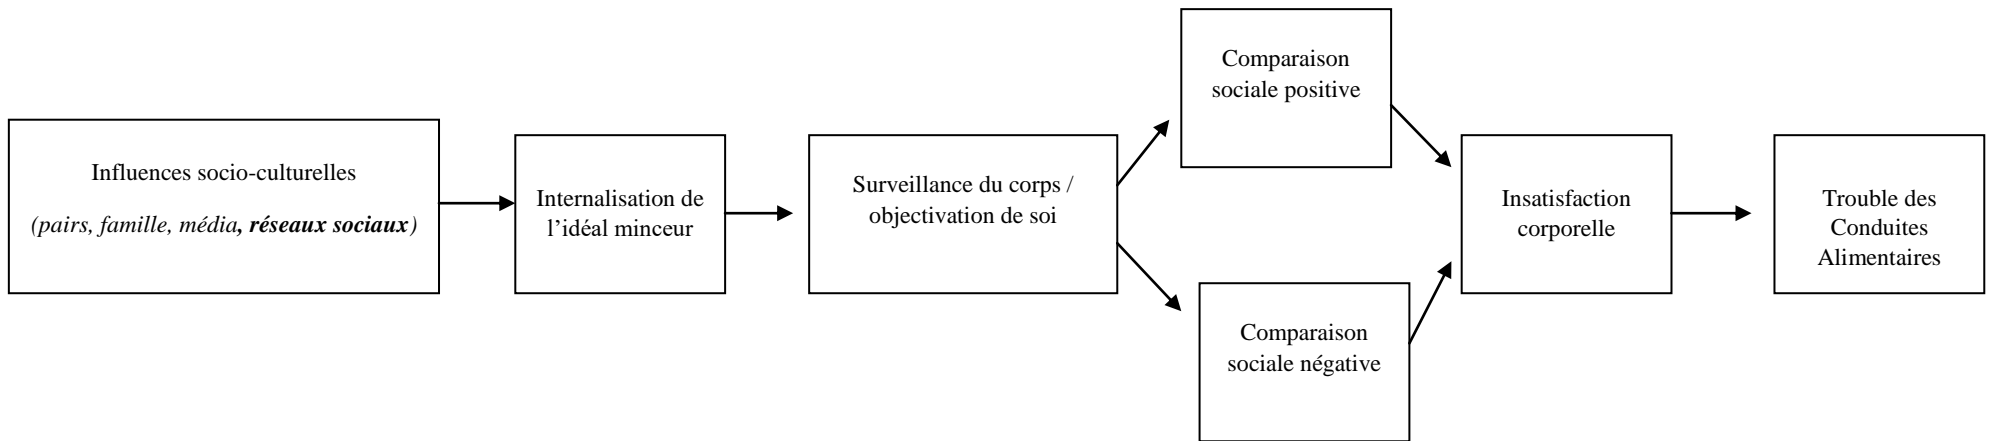 Influences socio-culturelles
(pairs, famille, média, réseaux sociaux)
Internalisation de
l’idéal minceur
Surveillance du corps /
objectivation de soi
Comparaison
sociale positive
Comparaison
sociale négative
Insatisfaction
corporelle
Trouble des
Conduites
Alimentaires